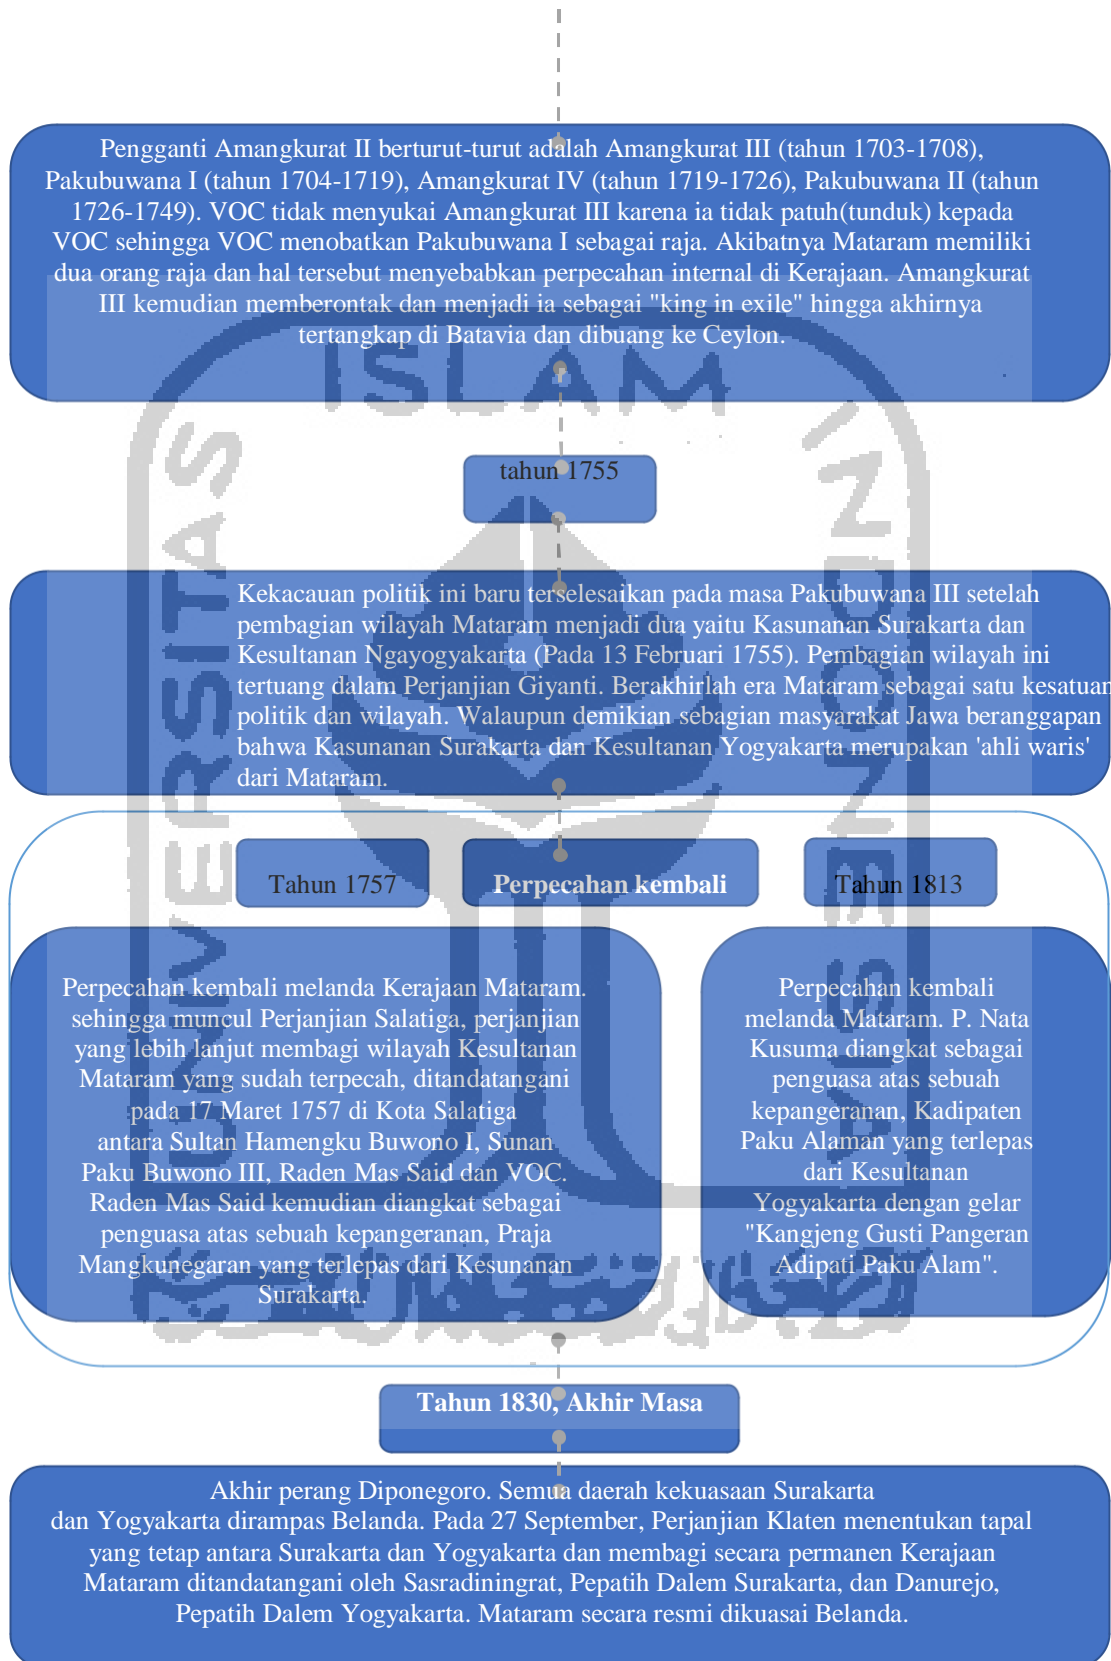 Pengganti Amangkurat II berturut-turut adalah Amangkurat III (tahun 1703-1708),
Pakubuwana I (tahun 1704-1719), Amangkurat IV (tahun 1719-1726), Pakubuwana II (tahun
1726-1749). VOC tidak menyukai Amangkurat III karena ia tidak patuh(tunduk) kepada
VOC sehingga VOC menobatkan Pakubuwana I sebagai raja. Akibatnya Mataram memiliki
dua orang raja dan hal tersebut menyebabkan perpecahan internal di Kerajaan. Amangkurat
III kemudian memberontak dan menjadi ia sebagai "king in exile" hingga akhirnya
tertangkap di Batavia dan dibuang ke Ceylon.
ISLAM
UNIVERSITAS
INDONESIA
tahun 1755
Kekacauan politik ini baru terselesaikan pada masa Pakubuwana III setelah
pembagian wilayah Mataram menjadi dua yaitu Kasunanan Surakarta dan
Kesultanan Ngayogyakarta (Pada 13 Februari 1755). Pembagian wilayah ini
tertuang dalam Perjanjian Giyanti. Berakhirlah era Mataram sebagai satu kesatuan
politik dan wilayah. Walaupun demikian sebagian masyarakat Jawa beranggapan
bahwa Kasunanan Surakarta dan Kesultanan Yogyakarta merupakan 'ahli waris'
dari Mataram.
Tahun 1757
Perpecahan kembali
Tahun 1813
Perpecahan kembali melanda Kerajaan Mataram.
sehingga muncul Perjanjian Salatiga, perjanjian
yang lebih lanjut membagi wilayah Kesultanan
Mataram yang sudah terpecah, ditandatangani
pada 17 Maret 1757 di Kota Salatiga
antara Sultan Hamengku Buwono I, Sunan
Paku Buwono III, Raden Mas Said dan VOC.
Raden Mas Said kemudian diangkat sebagai
penguasa atas sebuah kepangeranan, Praja
Mangkunegaran yang terlepas dari Kesunanan
Surakarta.
Perpecahan kembali
melanda Mataram. P. Nata
Kusuma diangkat sebagai
penguasa atas sebuah
kepangeranan, Kadipaten
Paku Alaman yang terlepas
dari Kesultanan
Yogyakarta dengan gelar
"Kangjeng Gusti Pangeran
Adipati Paku Alam".
Tahun 1830, Akhir Masa
Akhir perang Diponegoro. Semua daerah kekuasaan Surakarta
dan Yogyakarta dirampas Belanda. Pada 27 September, Perjanjian Klaten menentukan tapal
yang tetap antara Surakarta dan Yogyakarta dan membagi secara permanen Kerajaan
Mataram ditandatangani oleh Sasradiningrat, Pepatih Dalem Surakarta, dan Danurejo,
Pepatih Dalem Yogyakarta. Mataram secara resmi dikuasai Belanda.